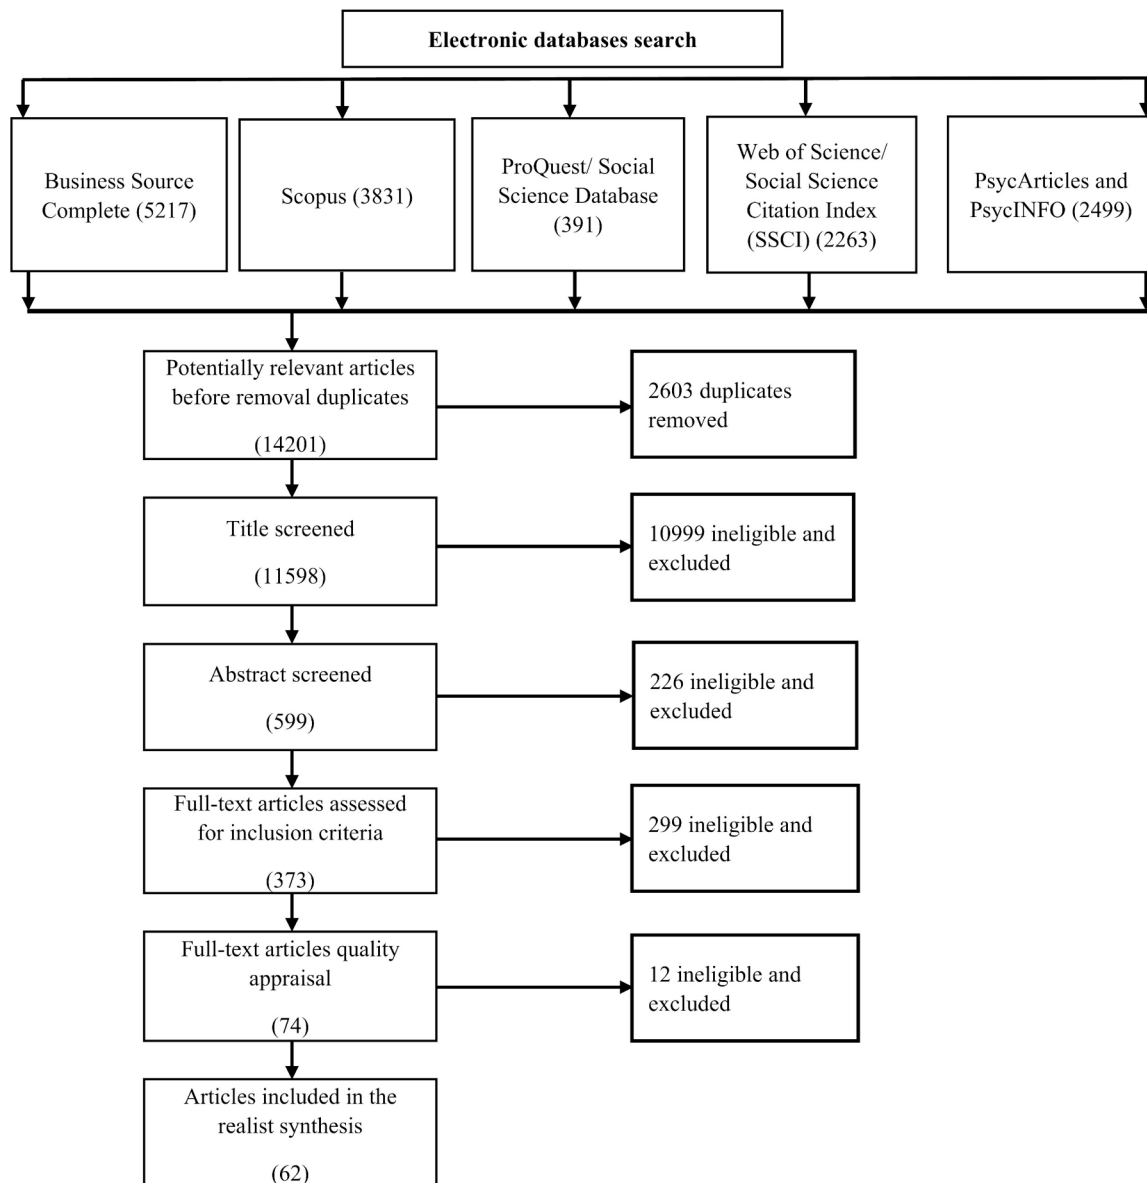 Electronic databases search
Business Source
Complete (5217)
Scopus (3831)
ProQuest/ Social
Science Database
(391)
Web of Science/
Social Science
Citation Index
(SSCI) (2263)
PsycArticles and
PsycINFO (2499)
Potentially relevant articles
before removal duplicates
(14201)
2603 duplicates
removed
Title screened
(11598)
10999 ineligible and
excluded
Abstract screened
(599)
226 ineligible and
excluded
Full-text articles assessed
for inclusion criteria
(373)
299 ineligible and
excluded
Full-text articles quality
appraisal
(74)
12 ineligible and
excluded
Articles included in the
realist synthesis
(62)